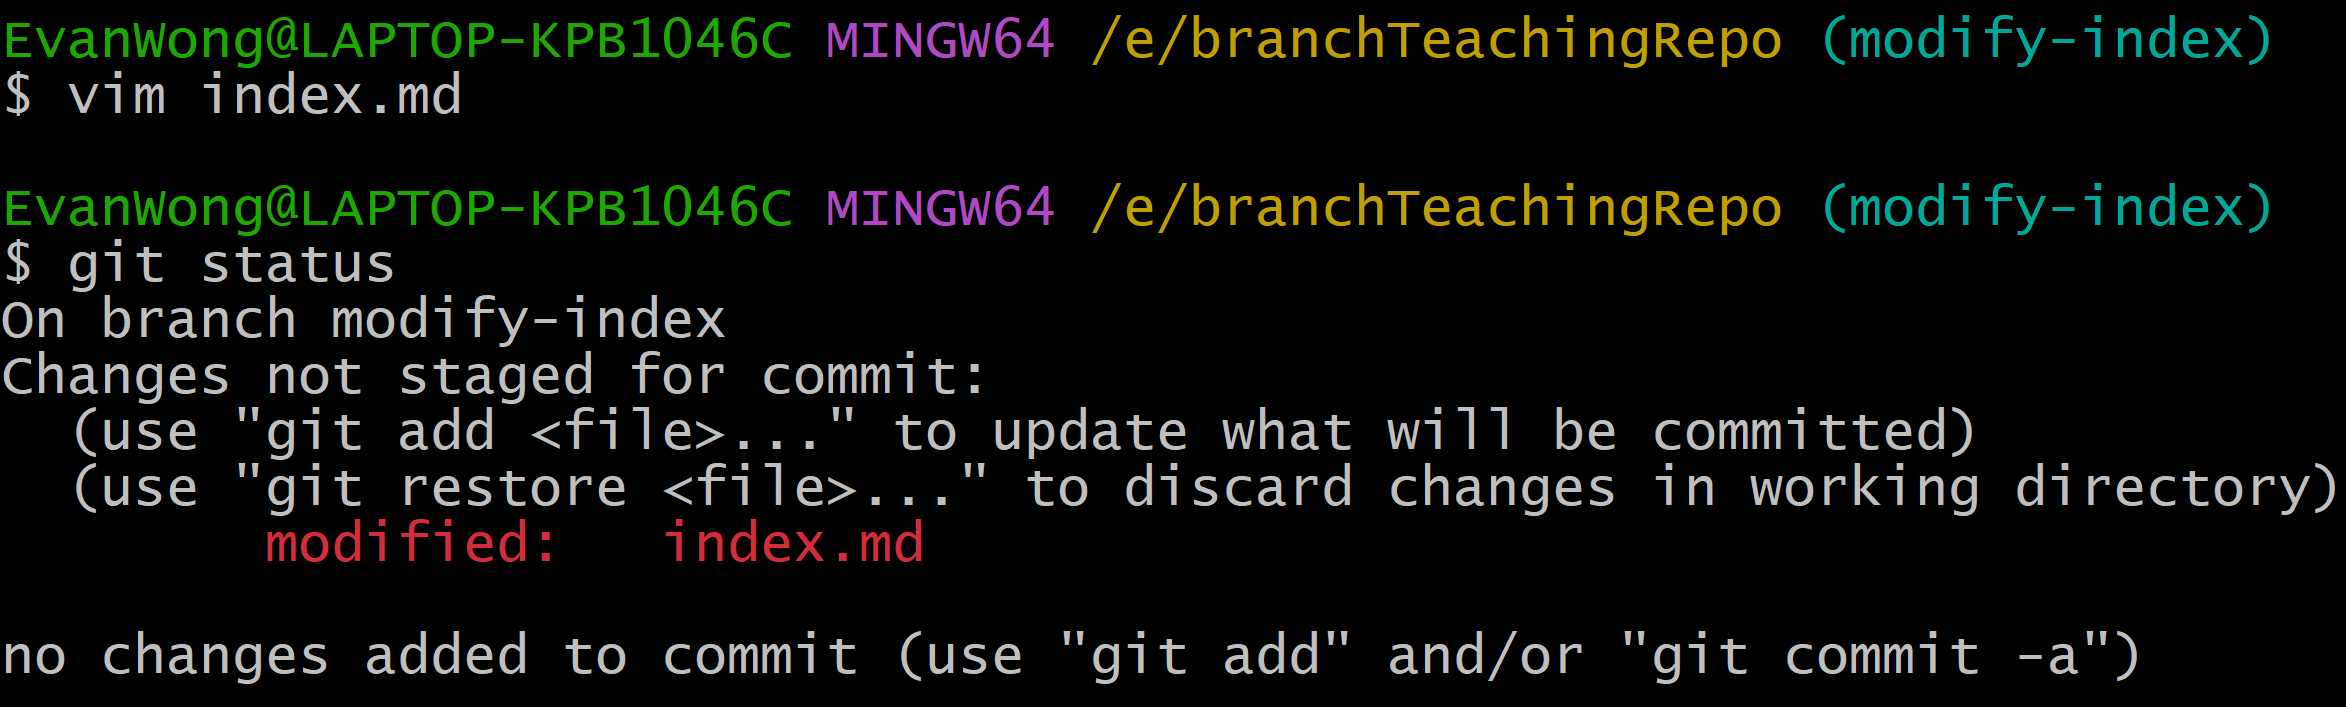 EvanWong@LAPTOP-KPB1046C MINGW64 /e/branchTeachingRepo (modify-index)
$ vim index.md
EvanWong@LAPTOP-KPB1046C MINGW64 /e/branchTeachingRepo (modify-index)
$ git status
On branch modify-index
Changes not staged for commit:
  (use "git add <file>..." to update what will be committed)
  (use "git restore <file>..." to discard changes in working directory)
        modified:   index.md
no changes added to commit (use "git add" and/or "git commit -a")